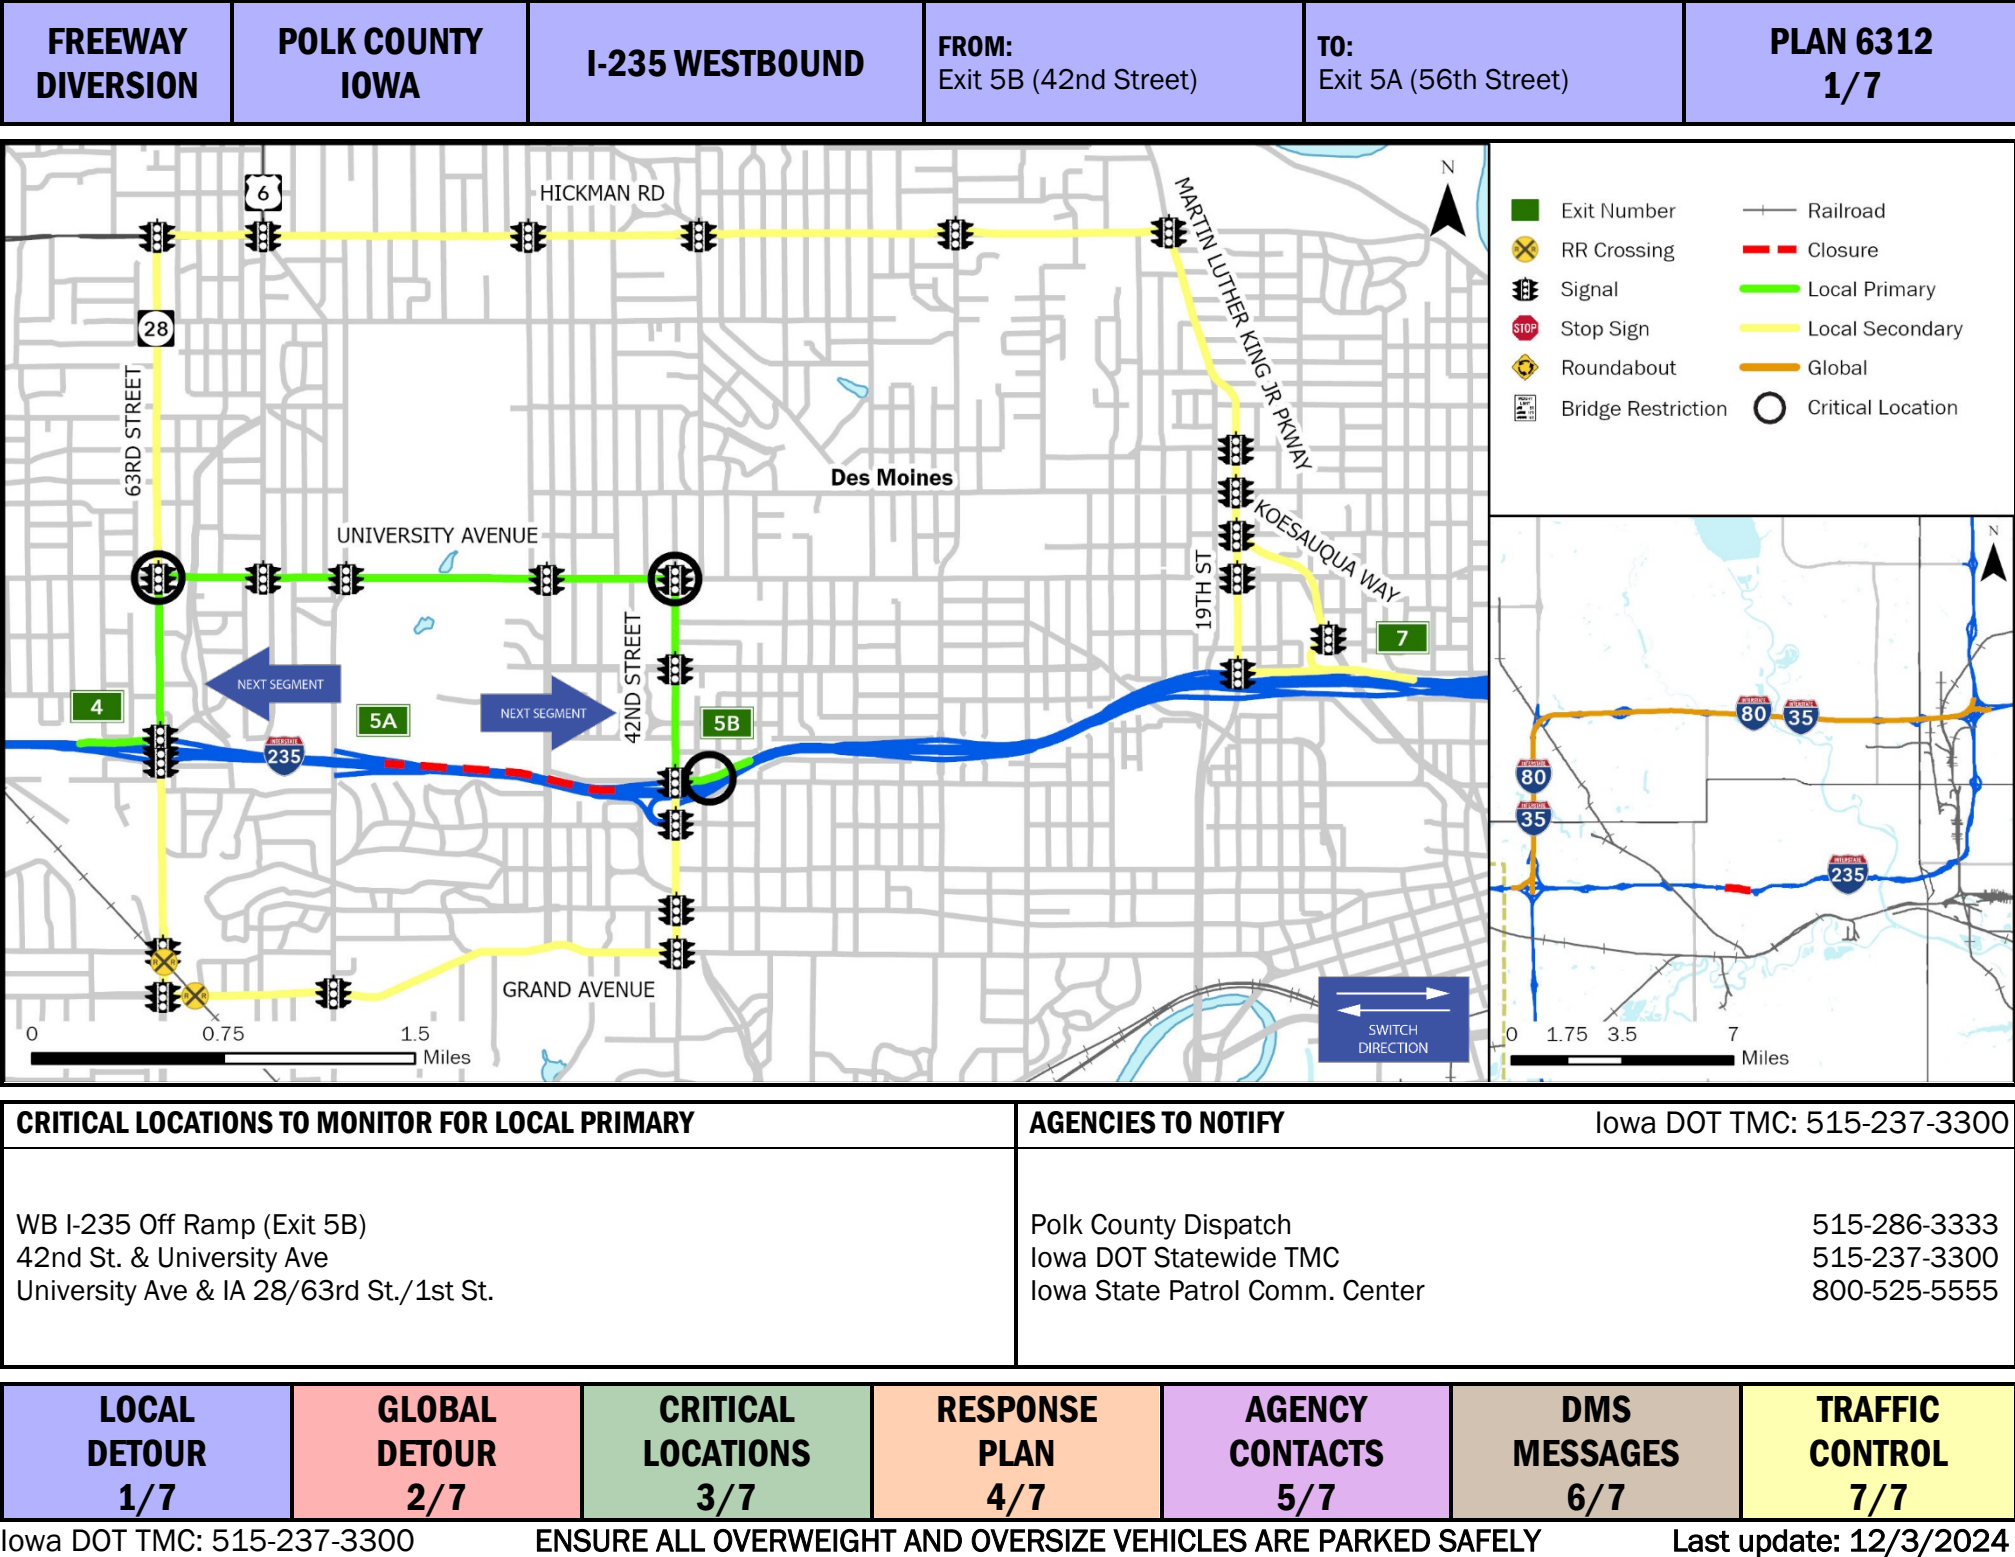 FREEWAY
DIVERSION
POLK COUNTY
IOWA
I-235 WESTBOUND
FROM:
Exit 5B (42nd Street)
TO:
Exit 5A (56th Street)
PLAN 6312
1/7
6
HICKMAN RD
MARTIN LUTHER KING JR PKWAY
N
28
63RD STREET
Des Moines
UNIVERSITY AVENUE
KOESAUQUA WAY
19TH ST
42ND STREET
7
NEXT SEGMENT
4
5A
NEXT SEGMENT
5B
INTERSTATE
235
GRAND AVENUE
0 0.75 1.5
Miles
SWITCH
DIRECTION
Exit Number
Railroad
RR Crossing
Closure
Signal
Local Primary
STOP
Stop Sign
Local Secondary
Roundabout
Global
Bridge Restriction
Critical Location
N
80
35
80
35
INTERSTATE
235
0 1.75 3.5 7
Miles
CRITICAL LOCATIONS TO MONITOR FOR LOCAL PRIMARY
WB I-235 Off Ramp (Exit 5B)
42nd St. & University Ave
University Ave & IA 28/63rd St./1st St.
AGENCIES TO NOTIFY Iowa DOT TMC: 515-237-3300
Polk County Dispatch 515-286-3333
Iowa DOT Statewide TMC 515-237-3300
Iowa State Patrol Comm. Center 800-525-5555
LOCAL
DETOUR
1/7
GLOBAL
DETOUR
2/7
CRITICAL
LOCATIONS
3/7
RESPONSE
PLAN
4/7
AGENCY
CONTACTS
5/7
DMS
MESSAGES
6/7
TRAFFIC
CONTROL
7/7
Iowa DOT TMC: 515-237-3300 ENSURE ALL OVERWEIGHT AND OVERSIZE VEHICLES ARE PARKED SAFELY Last update: 12/3/2024